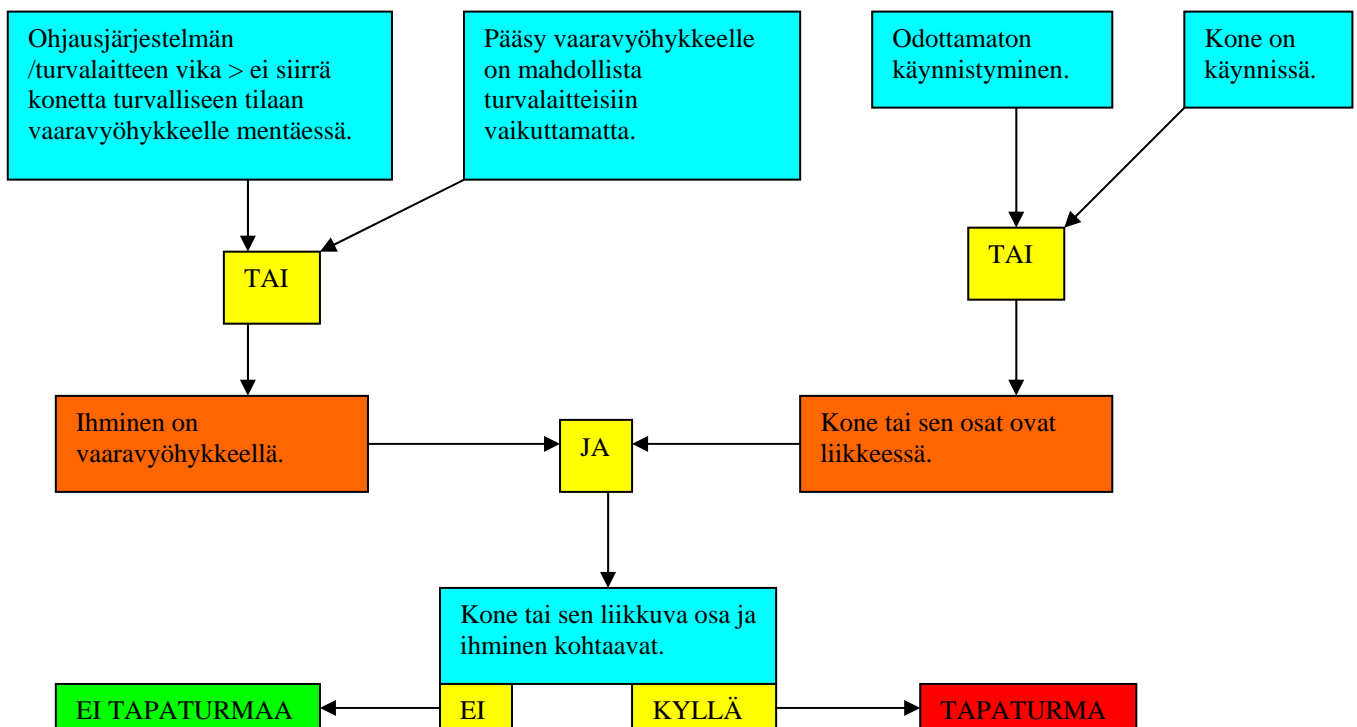 Ohjausjärjestelmän
/turvalaitteen vika > ei siirrä
konetta turvalliseen tilaan
vaaravyöhykkeelle mentäessä.
Pääsy vaaravyöhykkeelle
on mahdollista
turvalaitteisiin
vaikuttamatta.
Odottamaton
käynnistyminen.
Kone on
käynnissä.
TAI
TAI
Ihminen on
vaaravyöhykkeellä.
JA
Kone tai sen osat ovat
liikkeessä.
Kone tai sen liikkuva osa ja
ihminen kohtaavat.
EI TAPATURMAA
EI
KYLLÄ
TAPATURMA